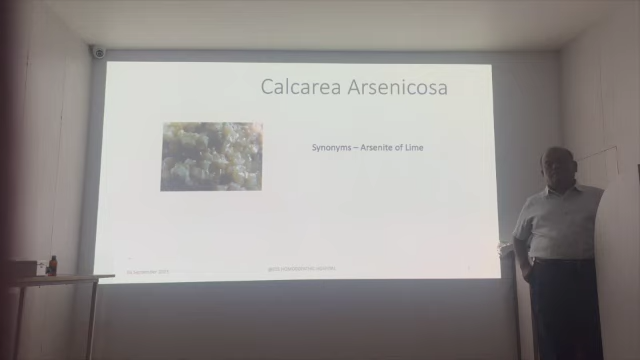 Calcarea Arsenicosa
Synonyms – Arsenite of Lime